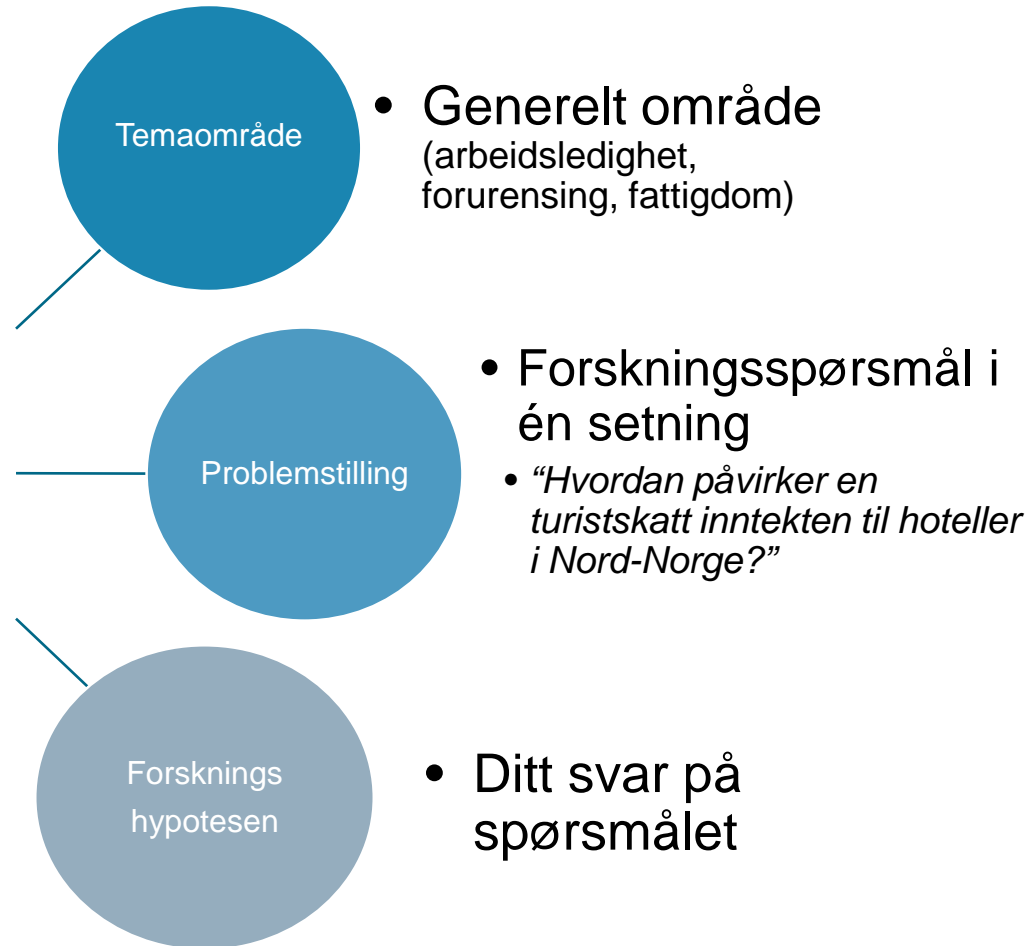 Temaområde
• Generelt område
(arbeidsledighet,
forurensing, fattigdom)
Problemstilling
• Forskningsspørsmål i
én setning
• “Hvordan påvirker en
turistskatt inntekten til hoteller
i Nord-Norge?”
Forsknings
hypotesen
• Ditt svar på
spørsmålet